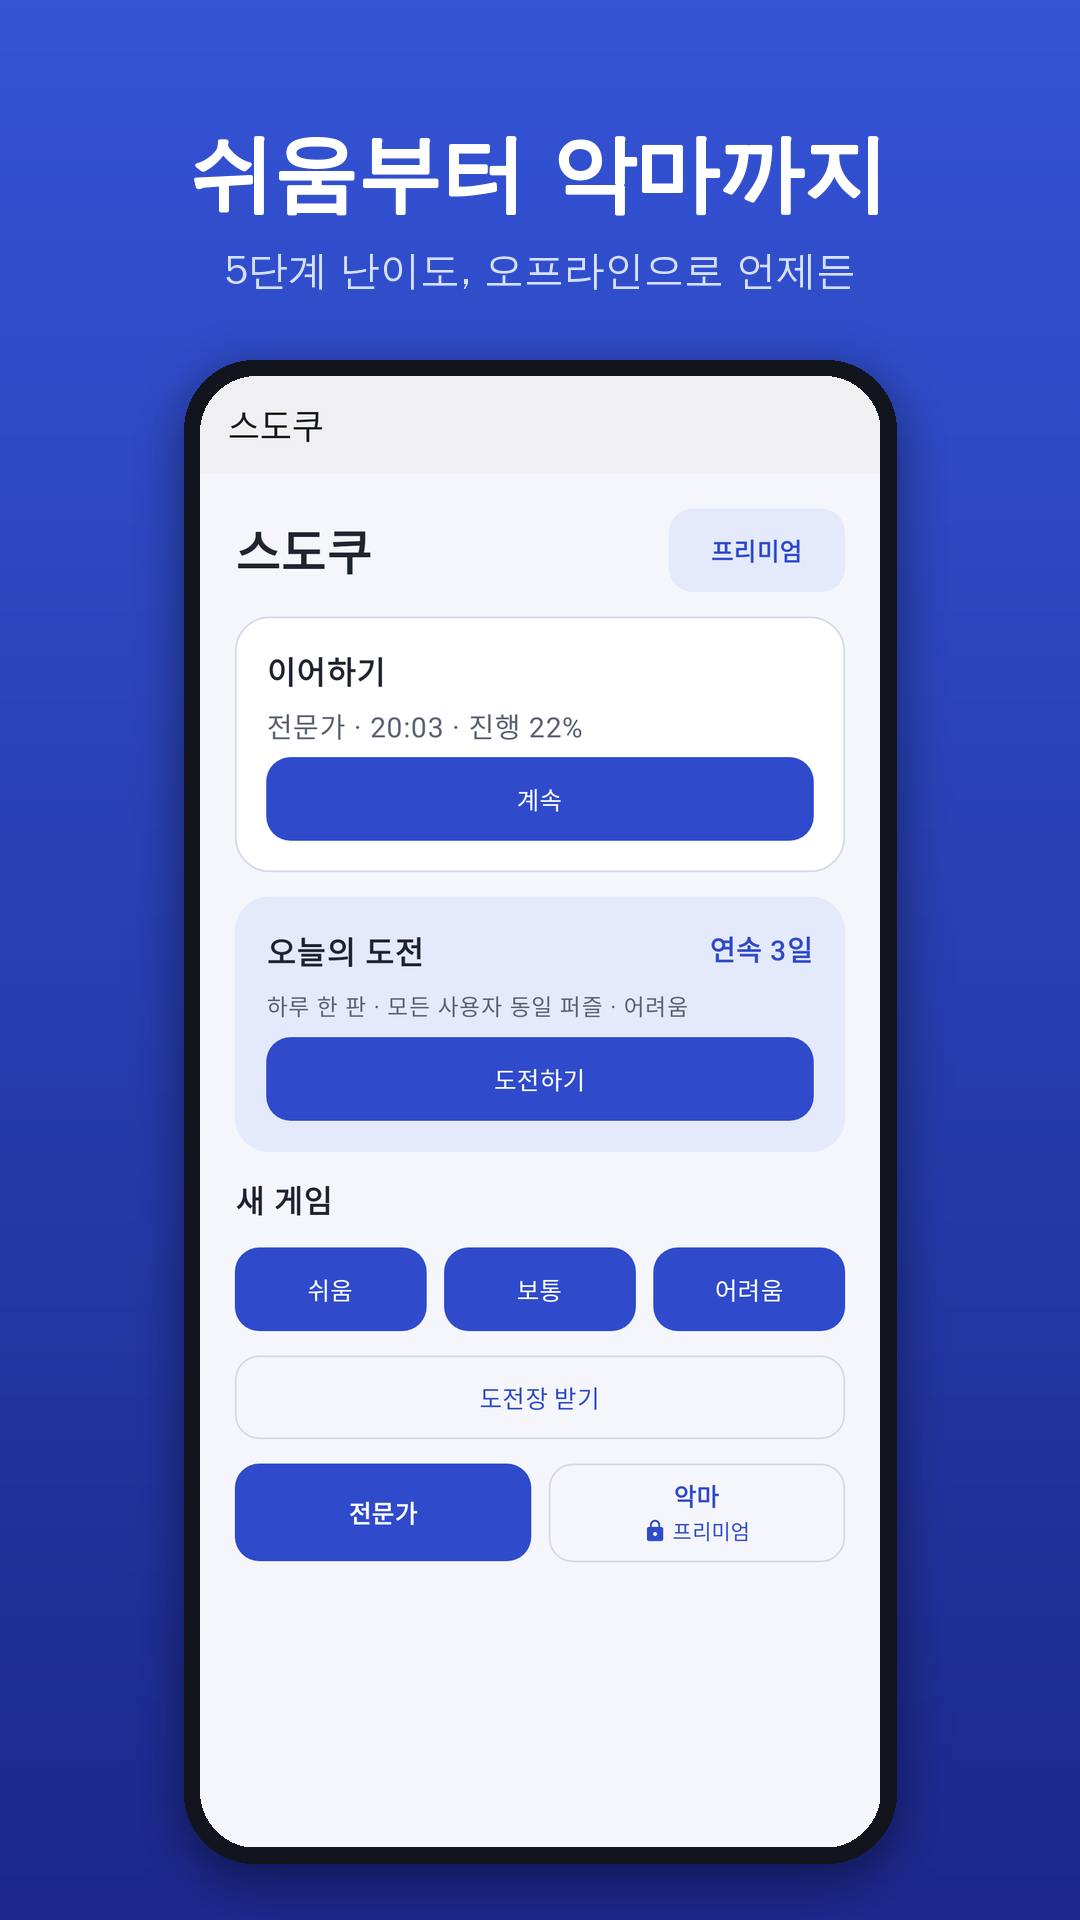 쉬움부터 악마까지
5단계 난이도, 오프라인으로 언제든
스도쿠
스도쿠
프리미엄
이어하기
전문가 · 20:03 · 진행 22%
계속
오늘의 도전
연속 3일
하루 한 판 · 모든 사용자 동일 퍼즐 · 어려움
도전하기
새 게임
쉬움
보통
어려움
도전장 받기
전문가
악마
프리미엄